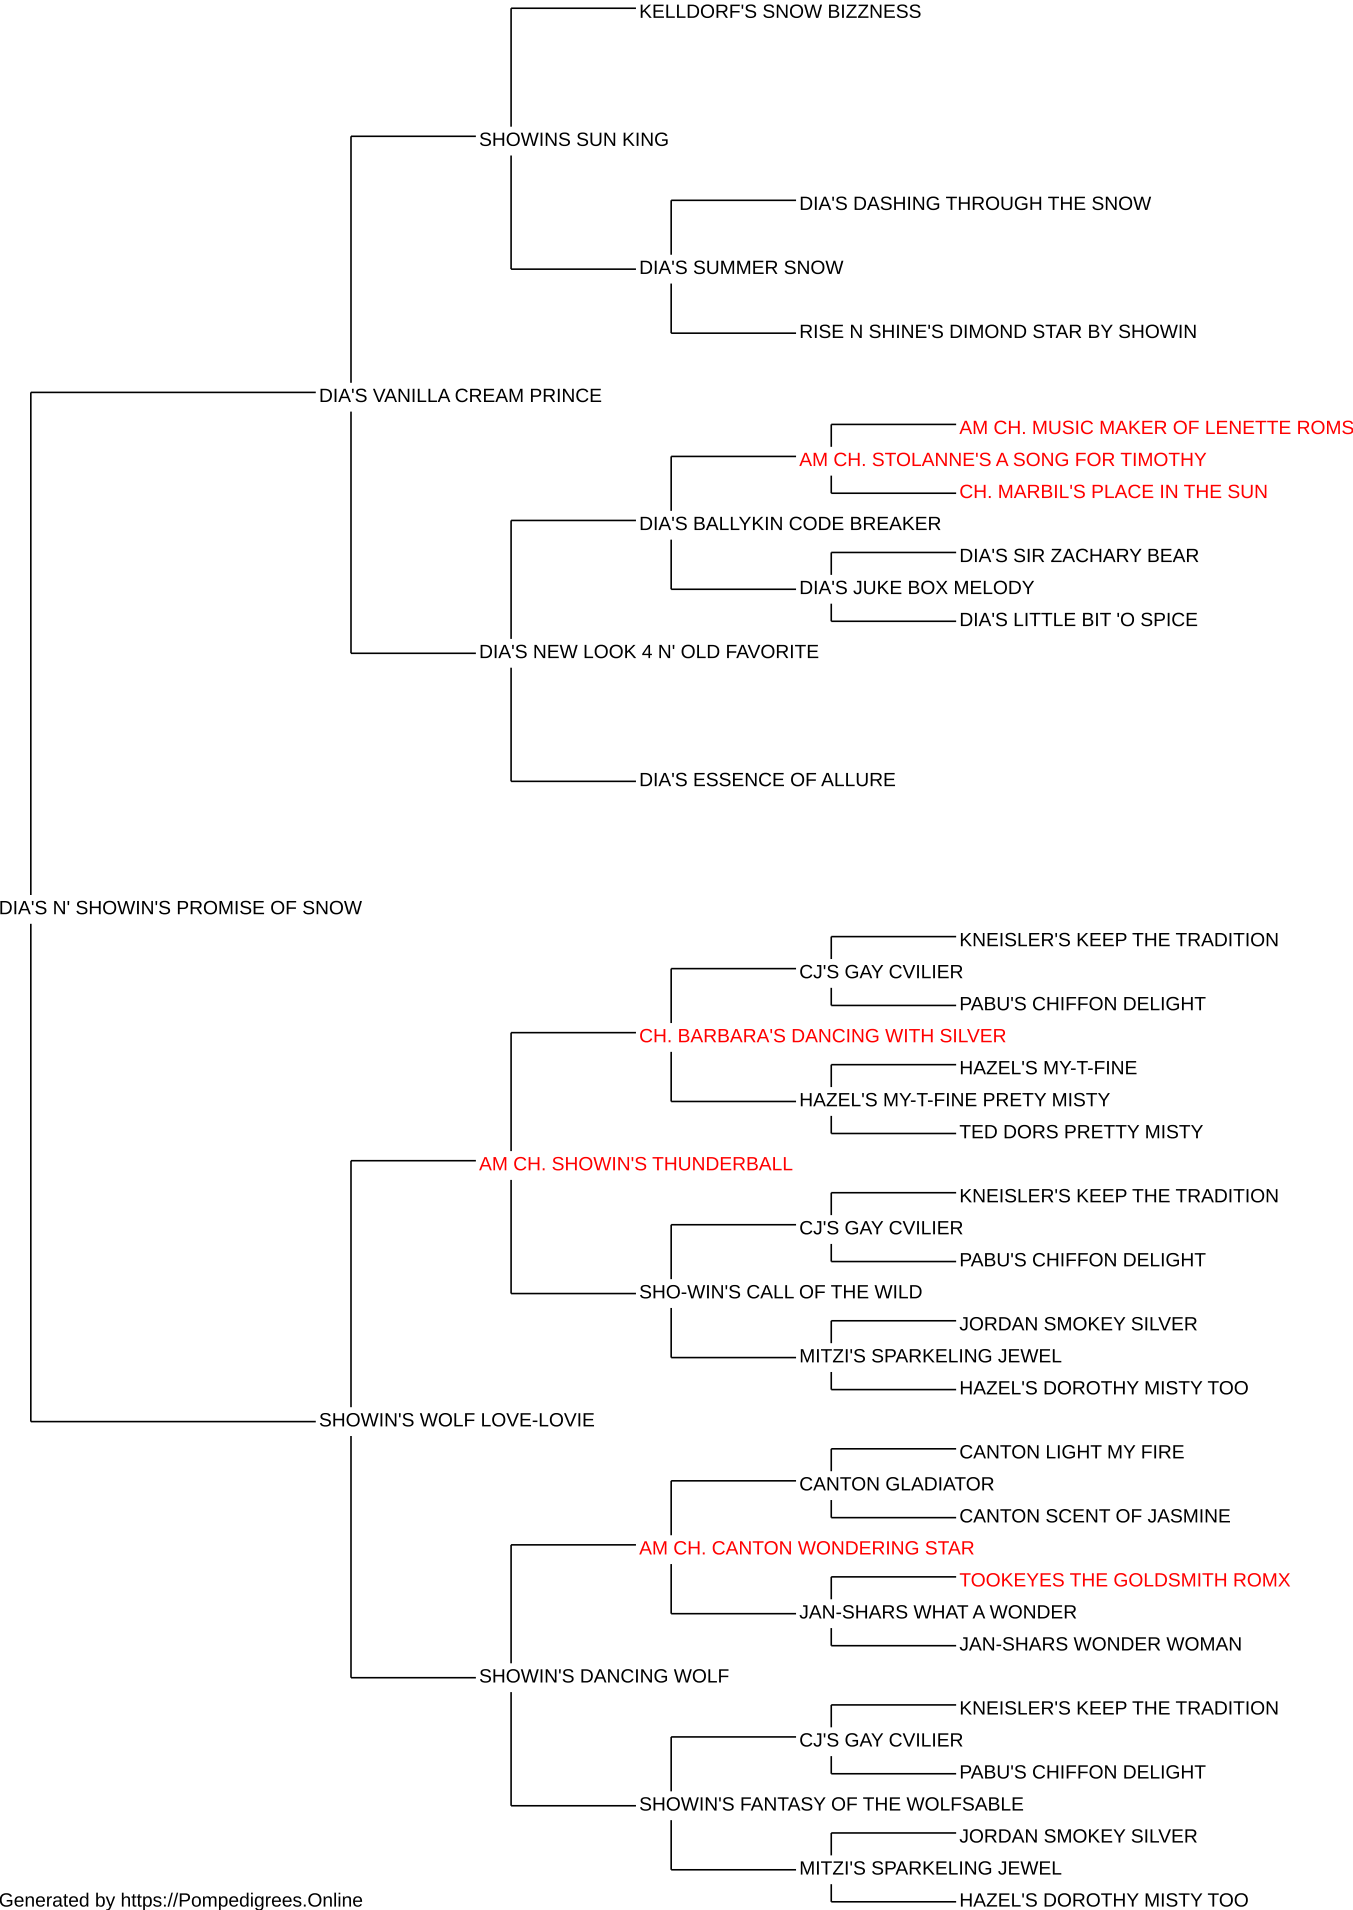 KELLDORF'S SNOW BIZZNESS
SHOWINS SUN KING
DIA'S DASHING THROUGH THE SNOW
DIA'S SUMMER SNOW
RISE N SHINE'S DIMOND STAR BY SHOWIN
DIA'S VANILLA CREAM PRINCE
AM CH. MUSIC MAKER OF LENETTE ROMS
AM CH. STOLANNE'S A SONG FOR TIMOTHY
CH. MARBIL'S PLACE IN THE SUN
DIA'S BALLYKIN CODE BREAKER
DIA'S SIR ZACHARY BEAR
DIA'S JUKE BOX MELODY
DIA'S LITTLE BIT 'O SPICE
DIA'S NEW LOOK 4 N' OLD FAVORITE
DIA'S ESSENCE OF ALLURE
DIA'S N' SHOWIN'S PROMISE OF SNOW
KNEISLER'S KEEP THE TRADITION
CJ'S GAY CVILIER
PABU'S CHIFFON DELIGHT
CH. BARBARA'S DANCING WITH SILVER
HAZEL'S MY-T-FINE
HAZEL'S MY-T-FINE PRETY MISTY
TED DORS PRETTY MISTY
AM CH. SHOWIN'S THUNDERBALL
KNEISLER'S KEEP THE TRADITION
CJ'S GAY CVILIER
PABU'S CHIFFON DELIGHT
SHO-WIN'S CALL OF THE WILD
JORDAN SMOKEY SILVER
MITZI'S SPARKELING JEWEL
HAZEL'S DOROTHY MISTY TOO
SHOWIN'S WOLF LOVE-LOVIE
CANTON LIGHT MY FIRE
CANTON GLADIATOR
CANTON SCENT OF JASMINE
AM CH. CANTON WONDERING STAR
TOOKEYES THE GOLDSMITH ROMX
JAN-SHARS WHAT A WONDER
JAN-SHARS WONDER WOMAN
SHOWIN'S DANCING WOLF
KNEISLER'S KEEP THE TRADITION
CJ'S GAY CVILIER
PABU'S CHIFFON DELIGHT
SHOWIN'S FANTASY OF THE WOLFSABLE
JORDAN SMOKEY SILVER
MITZI'S SPARKELING JEWEL
HAZEL'S DOROTHY MISTY TOO
Generated by https://Pompedigrees.Online